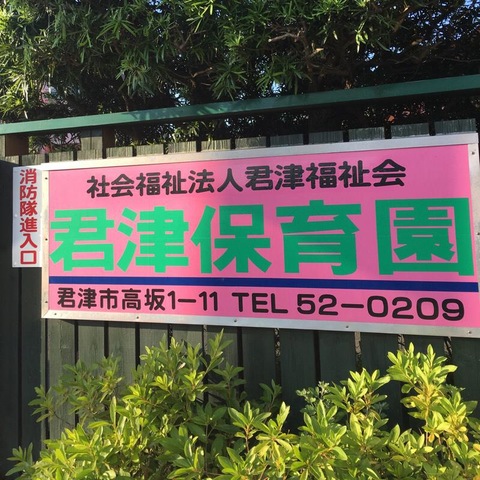 消防隊進入口
社会福祉法人君津福祉会
君津保育園
君津市高坂1-11 TEL 52-0209